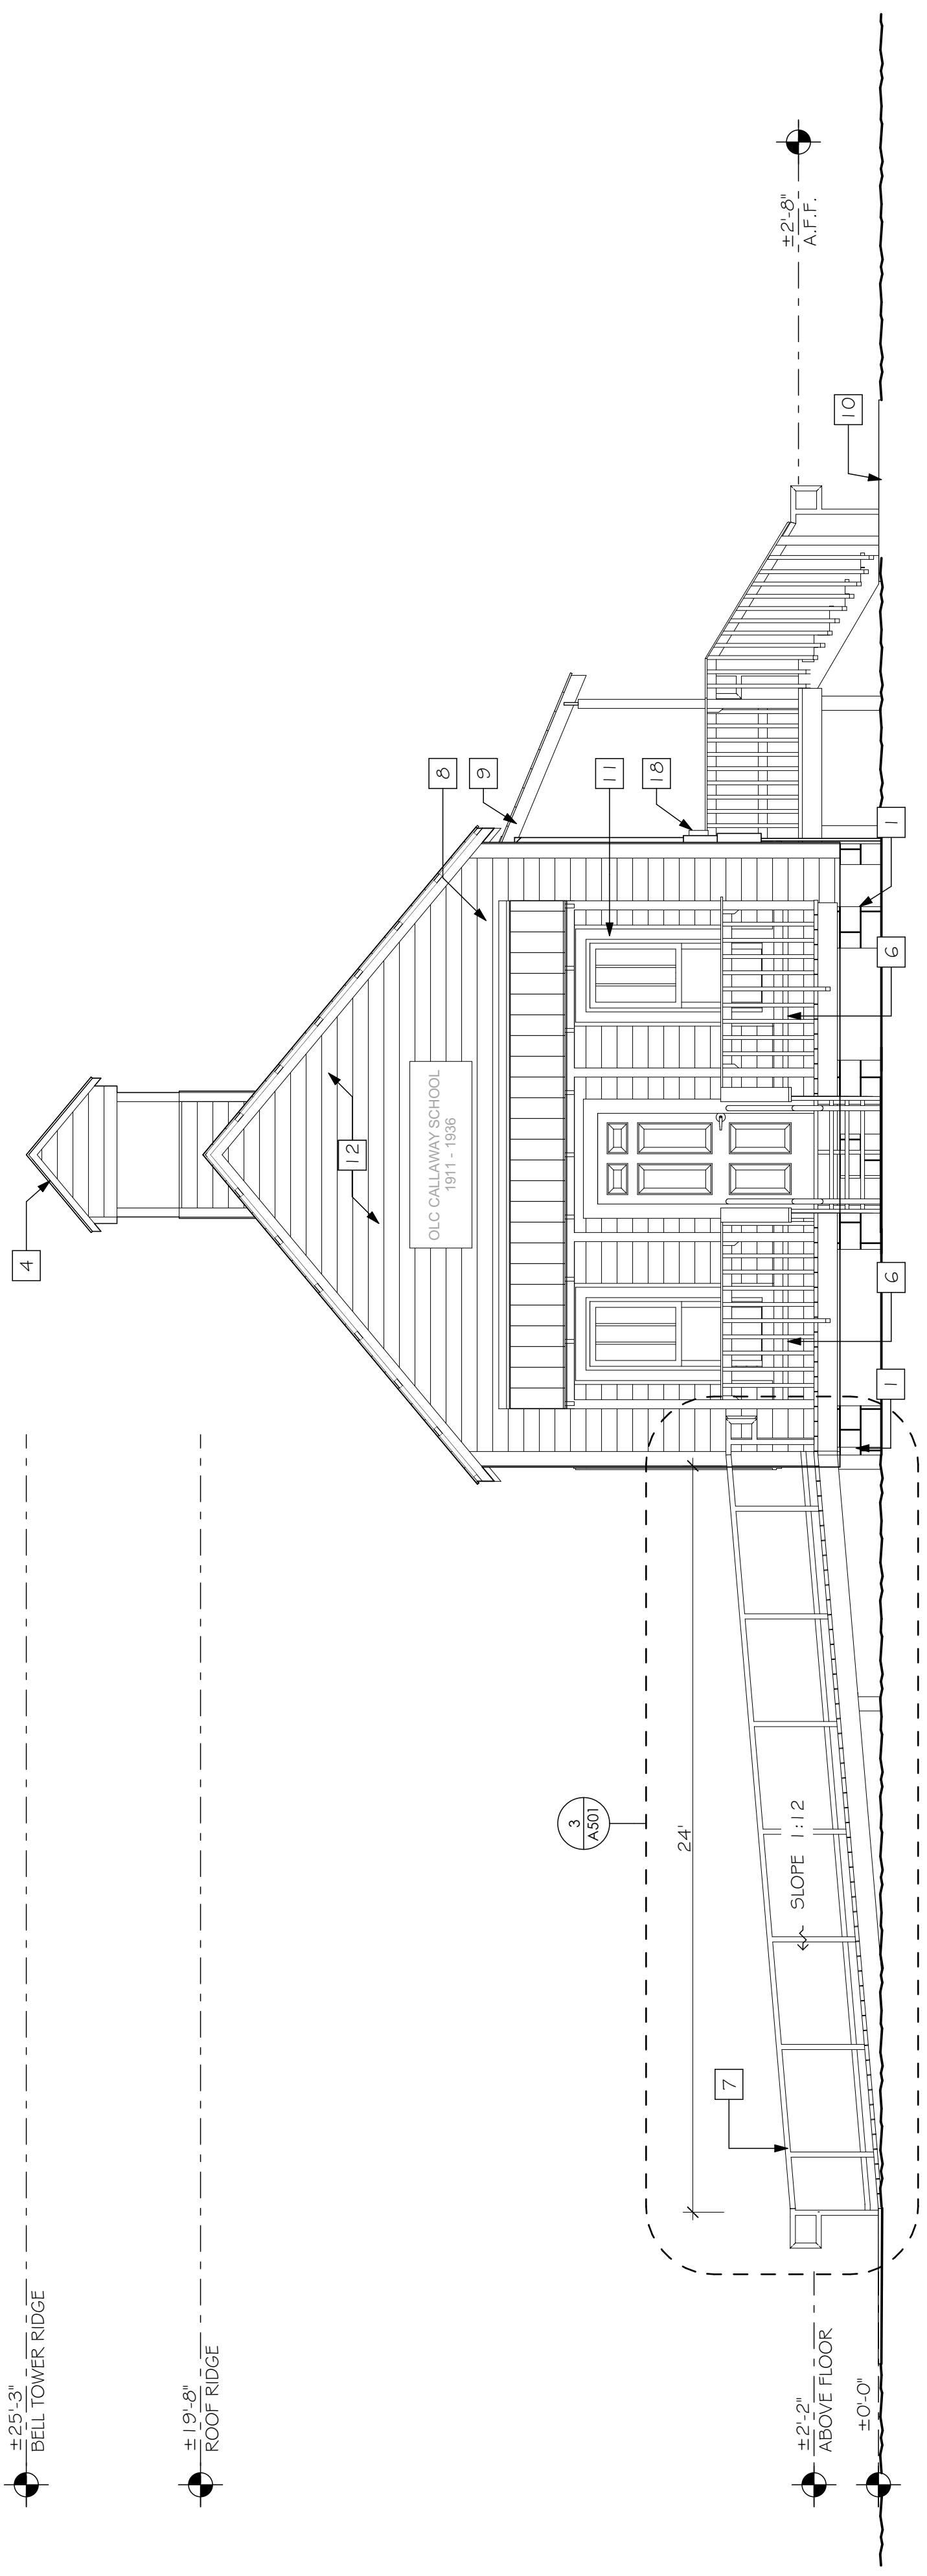 ±25'-3"
BELL TOWER RIDGE
±19'-8"
ROOF RIDGE
±2'-2"
ABOVE FLOOR
±0'-0"
4
12
OLC CALLAWAY SCHOOL
1911 - 1936
8
9
11
18
±2'-8"
A.F.F.
10
3
A501
24'
SLOPE 1:12
7
1
6
6
1